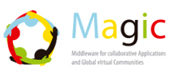 Magic
Middleware for collaborative Applications
and Global virtual Communities